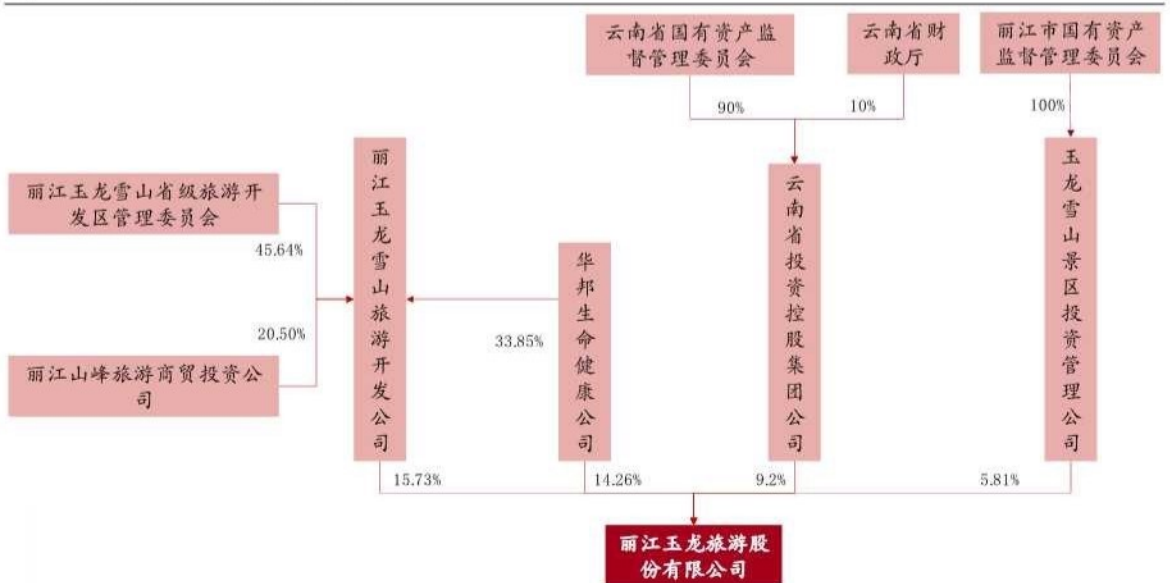 云南省国有资产监
督管理委员会
云南省财
政厅
丽江市国有资产
监督管理委员会
90%
10%
100%
丽江玉龙雪山省级旅游开
发区管理委员会
45.64%
20.50%
丽江山峰旅游商贸投资公
司
丽江玉龙雪山旅游开发公司
33.85%
华邦生命健康公司
云南省投资控股集团公司
玉龙雪山景区投资管理公司
15.73%
14.26%
9.2%
5.81%
丽江玉龙旅游股
份有限公司